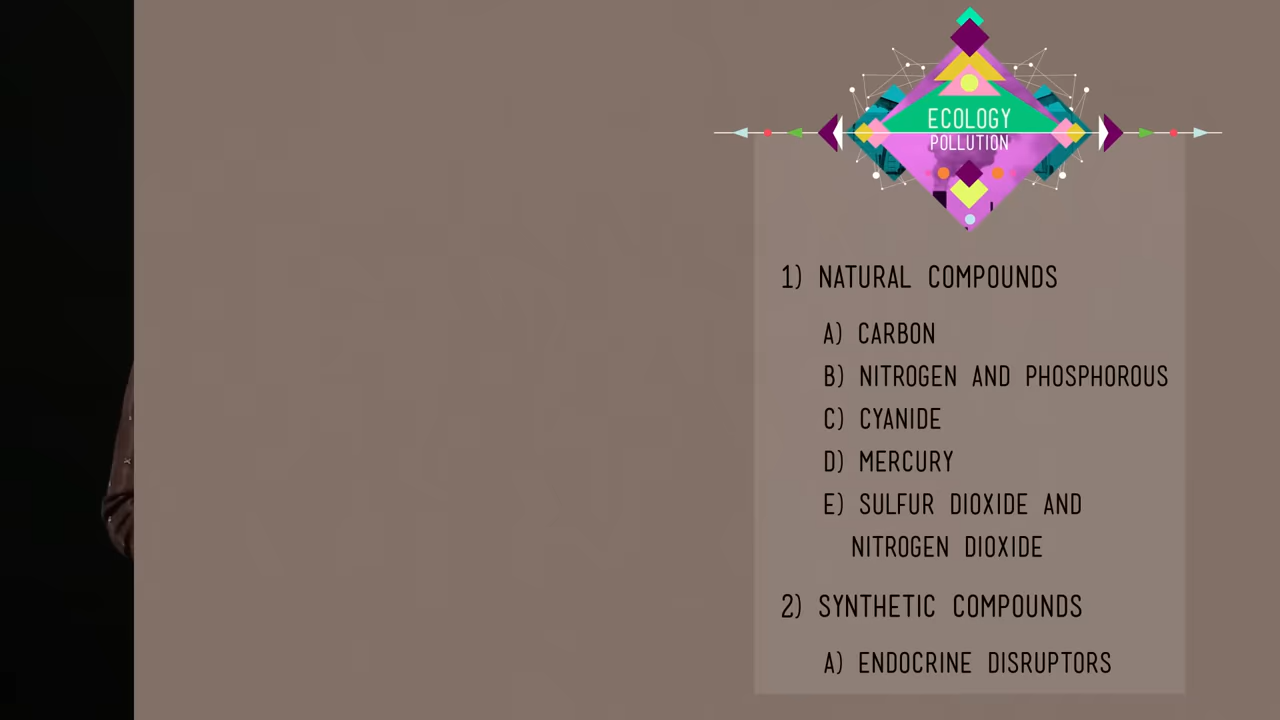 ECOLOGY
POLLUTION
1) NATURAL COMPOUNDS
A) CARBON
B) NITROGEN AND PHOSPHOROUS
C) CYANIDE
D) MERCURY
E) SULFUR DIOXIDE AND
NITROGEN DIOXIDE
2) SYNTHETIC COMPOUNDS
A) ENDOCRINE DISRUPTORS